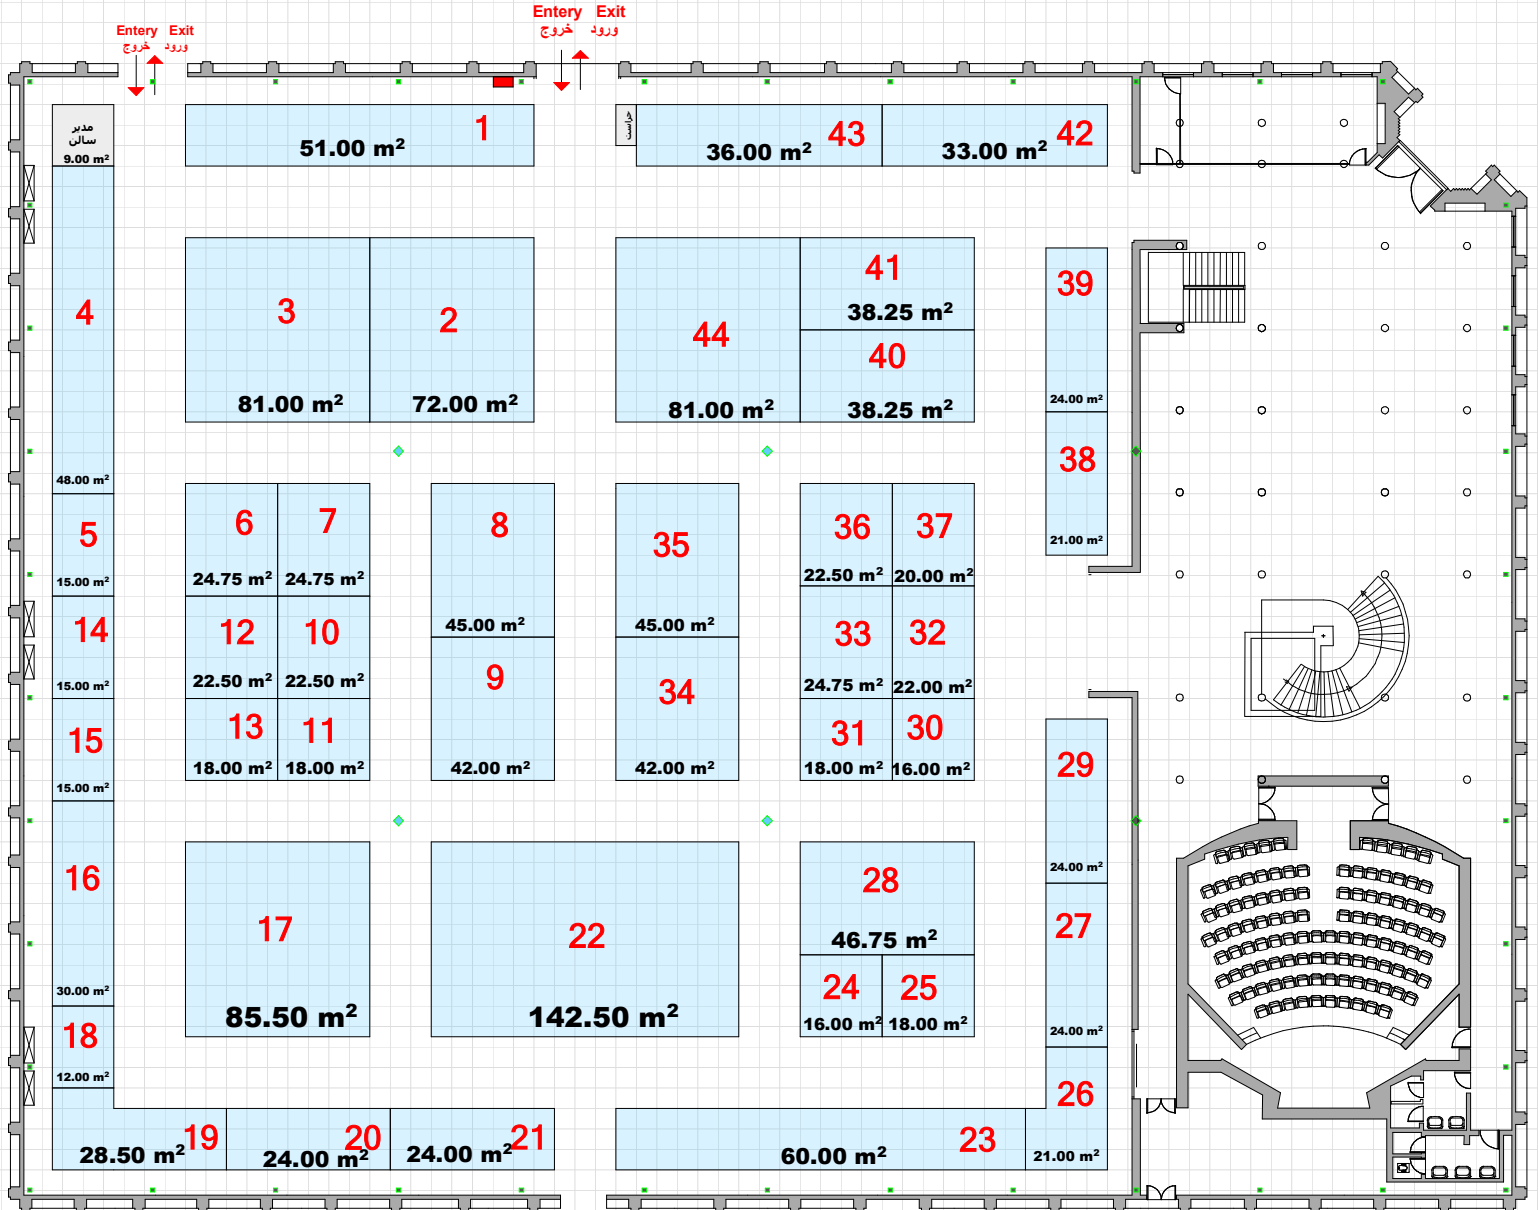 Entery Exit
خروج ورود
Entery Exit
خروج ورود
مدیر
سالن
9.00 m²
1
51.00 m²
حراست
43
36.00 m²
42
33.00 m²
4
48.00 m²
3
81.00 m²
2
72.00 m²
44
81.00 m²
41
38.25 m²
40
38.25 m²
39
24.00 m²
38
21.00 m²
5
15.00 m²
6
24.75 m²
7
24.75 m²
8
45.00 m²
35
45.00 m²
36
22.50 m²
37
20.00 m²
14
15.00 m²
12
22.50 m²
10
22.50 m²
9
42.00 m²
34
42.00 m²
33
24.75 m²
32
22.00 m²
15
15.00 m²
13
18.00 m²
11
18.00 m²
31
18.00 m²
30
16.00 m²
29
24.00 m²
16
30.00 m²
17
85.50 m²
22
142.50 m²
28
46.75 m²
27
24.00 m²
24
16.00 m²
25
18.00 m²
18
12.00 m²
19
28.50 m²
20
24.00 m²
21
24.00 m²
23
60.00 m²
26
21.00 m²